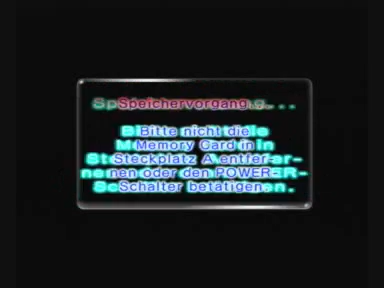 Speichervorgang...
Bitte nicht die
Memory Card in
Steckplatz A entfer-
nen oder den POWER-
Schalter betätigen.